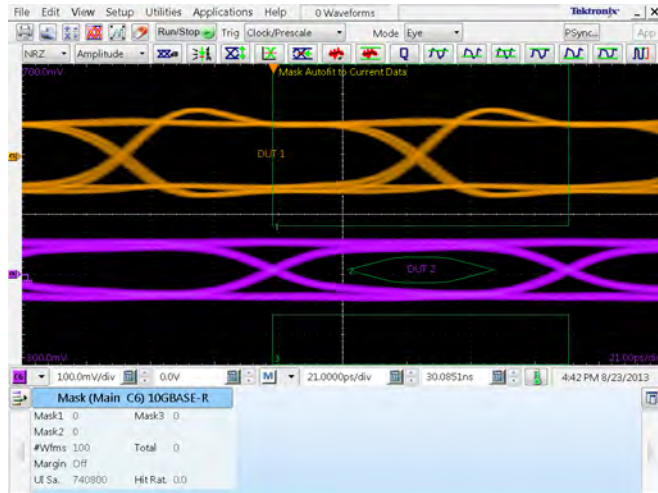 File Edit View Setup Utilities Applications Help 0 Waveforms Tektronix
Run/Stop Trig Clock/Prescale Mode Eye PSync... App
NRZ Amplitude
700.0mV Mask Autofit to Current Data
DUT 1
1
2 DUT 2
3
-300.0mV 21.00ps/div
C6 100.0mV/div 0.0V M 21.0000ps/div 30.0851ns 4:42 PM 8/23/2013
Mask (Main C6) 10GBASE-R
Mask1 0 Mask3 0
Mask2 0
#Wfms 100 Total 0
Margin Off
UI Sa. 740800 Hit Rat. 0.0